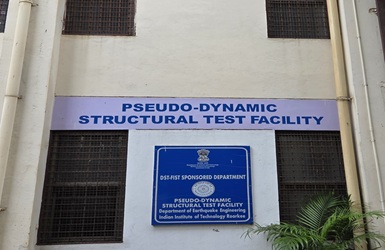 PSEUDO-DYNAMIC
STRUCTURAL TEST FACILITY
DST-FIST SPONSORED DEPARTMENT
PSEUDO-DYNAMIC
STRUCTURAL TEST FACILITY
Department of Earthquake Engineering
Indian Institute of Technology Roorkee